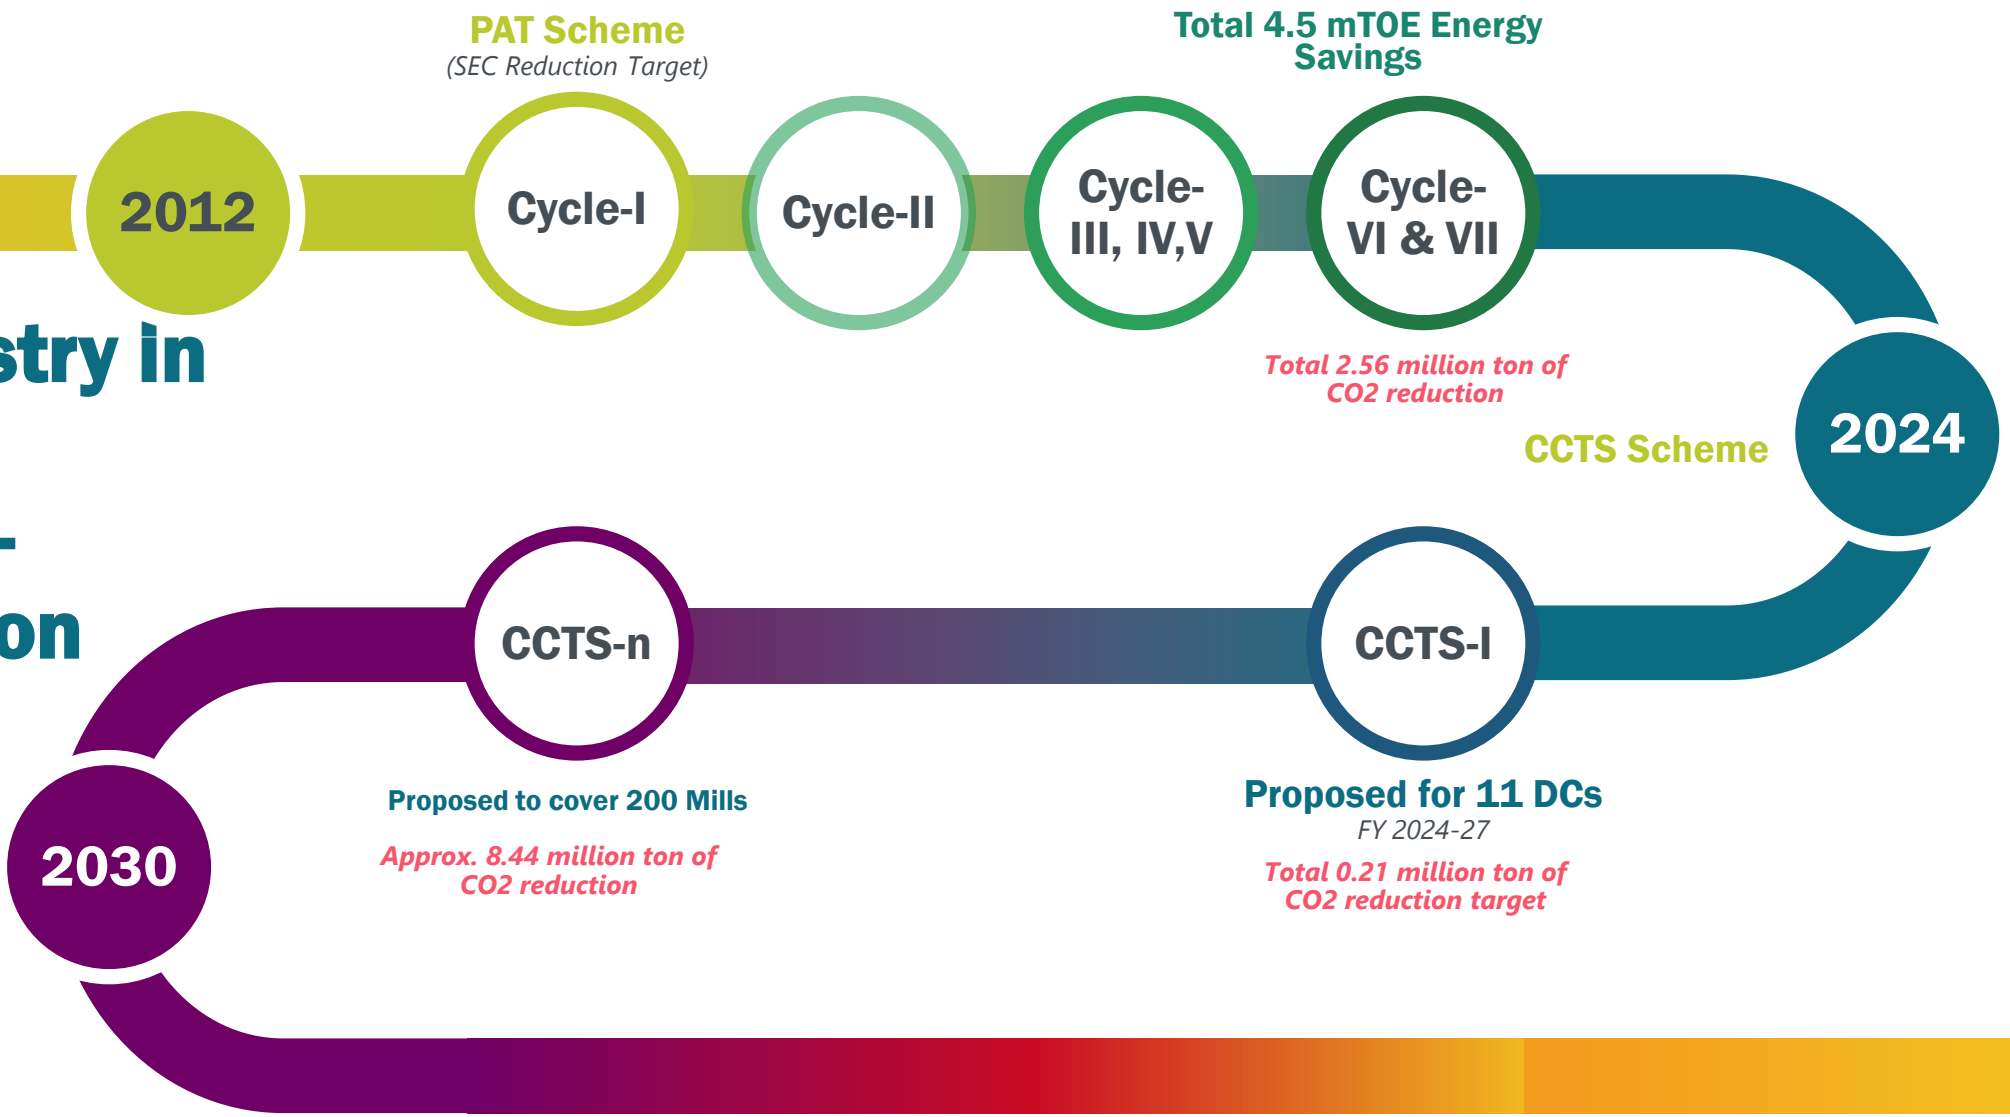 PAT Scheme
(SEC Reduction Target)
Total 4.5 mTOE Energy
Savings
2012
Cycle-I
Cycle-II
Cycle-
III, IV,V
Cycle-
VI & VII
stry in
Total 2.56 million ton of
CO2 reduction
CCTS Scheme
2024
-
on
CCTS-n
CCTS-I
Proposed to cover 200 Mills
Approx. 8.44 million ton of
CO2 reduction
Proposed for 11 DCs
FY 2024-27
Total 0.21 million ton of
CO2 reduction target
2030